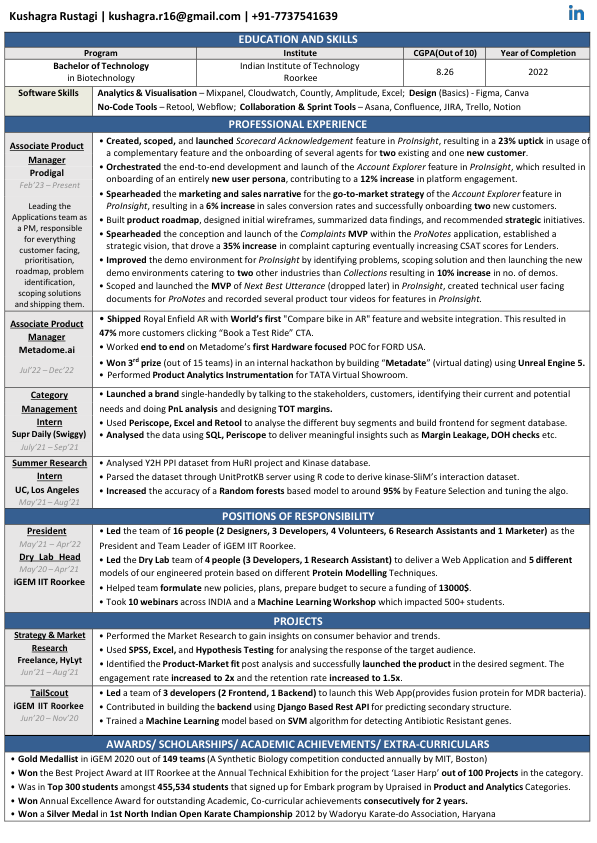 Kushagra Rustagi | kushagra.r16@gmail.com | +91-7737541639
in
EDUCATION AND SKILLS
Program Institute CGPA(Out of 10) Year of Completion
Bachelor of Technology
in Biotechnology
Indian Institute of Technology
Roorkee
8.26
2022
Software Skills
Analytics & Visualisation – Mixpanel, Cloudwatch, Countly, Amplitude, Excel; Design (Basics) - Figma, Canva
No-Code Tools – Retool, Webflow; Collaboration & Sprint Tools – Asana, Confluence, JIRA, Trello, Notion
PROFESSIONAL EXPERIENCE
Associate Product
Manager
Prodigal
Feb'23 – Present
Leading the
Applications team as
a PM, responsible
for everything
customer facing,
prioritisation,
roadmap, problem
identification,
scoping solutions
and shipping them.
• Created, scoped, and launched Scorecard Acknowledgement feature in ProInsight, resulting in a 23% uptick in usage of
a complementary feature and the onboarding of several agents for two existing and one new customer.
• Orchestrated the end-to-end development and launch of the Account Explorer feature in ProInsight, which resulted in
onboarding of an entirely new user persona, contributing to a 12% increase in platform engagement.
• Spearheaded the marketing and sales narrative for the go-to-market strategy of the Account Explorer feature in
ProInsight, resulting in a 6% increase in sales conversion rates and successfully onboarding two new customers.
• Built product roadmap, designed initial wireframes, summarized data findings, and recommended strategic initiatives.
• Spearheaded the conception and launch of the Complaints MVP within the ProNotes application, established a
strategic vision, that drove a 35% increase in complaint capturing eventually increasing CSAT scores for Lenders.
• Improved the demo environment for ProInsight by identifying problems, scoping solution and then launching the new
demo environments catering to two other industries than Collections resulting in 10% increase in no. of demos.
• Scoped and launched the MVP of Next Best Utterance (dropped later) in ProInsight, created technical user facing
documents for ProNotes and recorded several product tour videos for features in ProInsight.
Associate Product
Manager
Metadome.ai
Jul'22 – Dec'22
• Shipped Royal Enfield AR with World's first "Compare bike in AR" feature and website integration. This resulted in
47% more customers clicking “Book a Test Ride” CTA.
• Worked end to end on Metadome's first Hardware focused POC for FORD USA.
• Won 3rd prize (out of 15 teams) in an internal hackathon by building “Metadate” (virtual dating) using Unreal Engine 5.
• Performed Product Analytics Instrumentation for TATA Virtual Showroom.
Category
Management
Intern
Supr Daily (Swiggy)
July'21 – Sep'21
• Launched a brand single-handedly by talking to the stakeholders, customers, identifying their current and potential
needs and doing PnL analysis and designing TOT margins.
• Used Periscope, Excel and Retool to analyse the different buy segments and build frontend for segment database.
• Analysed the data using SQL, Periscope to deliver meaningful insights such as Margin Leakage, DOH checks etc.
Summer Research
Intern
UC, Los Angeles
May'21 – Aug'21
• Analysed Y2H PPI dataset from HuRI project and Kinase database.
• Parsed the dataset through UnitProtKB server using R code to derive kinase-SliM's interaction dataset.
• Increased the accuracy of a Random forests based model to around 95% by Feature Selection and tuning the algo.
POSITIONS OF RESPONSIBILITY
President
May'21 – Apr'22
Dry Lab Head
May'20 – Apr'21
iGEM IIT Roorkee
• Led the team of 16 people (2 Designers, 3 Developers, 4 Volunteers, 6 Research Assistants and 1 Marketer) as the
President and Team Leader of iGEM IIT Roorkee.
• Led the Dry Lab team of 4 people (3 Developers, 1 Research Assistant) to deliver a Web Application and 5 different
models of our engineered protein based on different Protein Modelling Techniques.
• Helped team formulate new policies, plans, prepare budget to secure a funding of 13000$.
• Took 10 webinars across INDIA and a Machine Learning Workshop which impacted 500+ students.
PROJECTS
Strategy & Market
Research
Freelance, HyLyt
Jun'21 – Aug'21
• Performed the Market Research to gain insights on consumer behavior and trends.
• Used SPSS, Excel, and Hypothesis Testing for analysing the response of the target audience.
• Identified the Product-Market fit post analysis and successfully launched the product in the desired segment. The
engagement rate increased to 2x and the retention rate increased to 1.5x.
TailScout
iGEM IIT Roorkee
Jun'20 – Nov'20
• Led a team of 3 developers (2 Frontend, 1 Backend) to launch this Web App(provides fusion protein for MDR bacteria).
• Contributed in building the backend using Django Based Rest API for predicting secondary structure.
• Trained a Machine Learning model based on SVM algorithm for detecting Antibiotic Resistant genes.
AWARDS/ SCHOLARSHIPS/ ACADEMIC ACHIEVEMENTS/ EXTRA-CURRICULARS
• Gold Medallist in iGEM 2020 out of 149 teams (A Synthetic Biology competition conducted annually by MIT, Boston)
• Won the Best Project Award at IIT Roorkee at the Annual Technical Exhibition for the project ‘Laser Harp’ out of 100 Projects in the category.
• Was in Top 300 students amongst 455,534 students that signed up for Embark program by Upraised in Product and Analytics Categories.
• Won Annual Excellence Award for outstanding Academic, Co-curricular achievements consecutively for 2 years.
• Won a Silver Medal in 1st North Indian Open Karate Championship 2012 by Wadoryu Karate-do Association, Haryana